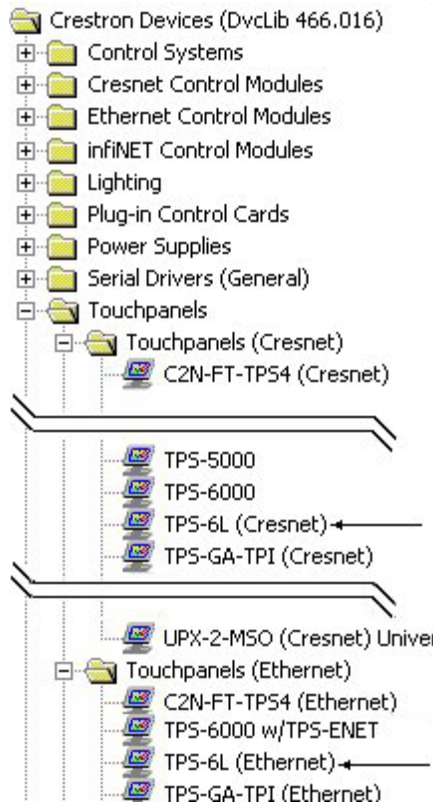 Crestron Devices (DvcLib 466.016)
Control Systems
Cresnet Control Modules
Ethernet Control Modules
infiNET Control Modules
Lighting
Plug-in Control Cards
Power Supplies
Serial Drivers (General)
Touchpanels
Touchpanels (Cresnet)
C2N-FT-TPS4 (Cresnet)
TPS-5000
TPS-6000
TPS-6L (Cresnet)
TPS-GA-TPI (Cresnet)
UPX-2-MSO (Cresnet) Univer
Touchpanels (Ethernet)
C2N-FT-TPS4 (Ethernet)
TPS-6000 w/TPS-ENET
TPS-6L (Ethernet)
TPS-GA-TPI (Ethernet)